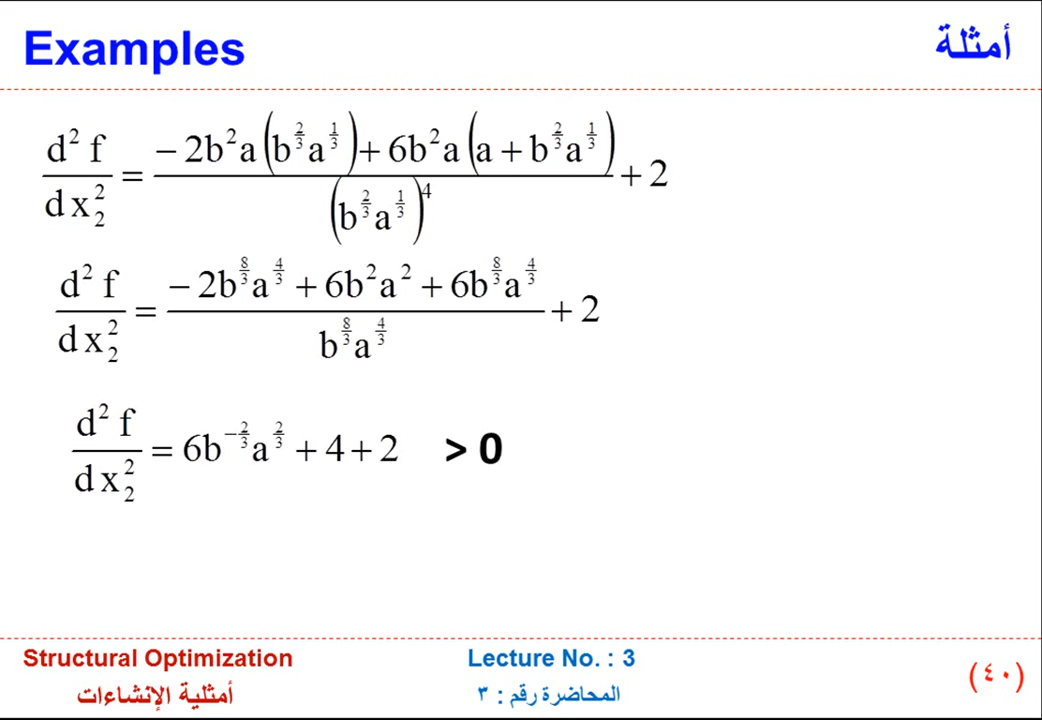 Examples أمثلة
d² f / d x₂² = ( − 2b²a (b^(2/3) a^(1/3)) + 6b²a (a + b^(2/3) a^(1/3)) ) / (b^(2/3) a^(1/3))⁴ + 2
d² f / d x₂² = ( − 2b^(8/3) a^(4/3) + 6b²a² + 6b^(8/3) a^(4/3) ) / ( b^(8/3) a^(4/3) ) + 2
d² f / d x₂² = 6b^(−2/3) a^(2/3) + 4 + 2 > 0
Structural Optimization Lecture No. : 3
أمثلية الإنشاءات المحاضرة رقم : ٣ (٤٠)